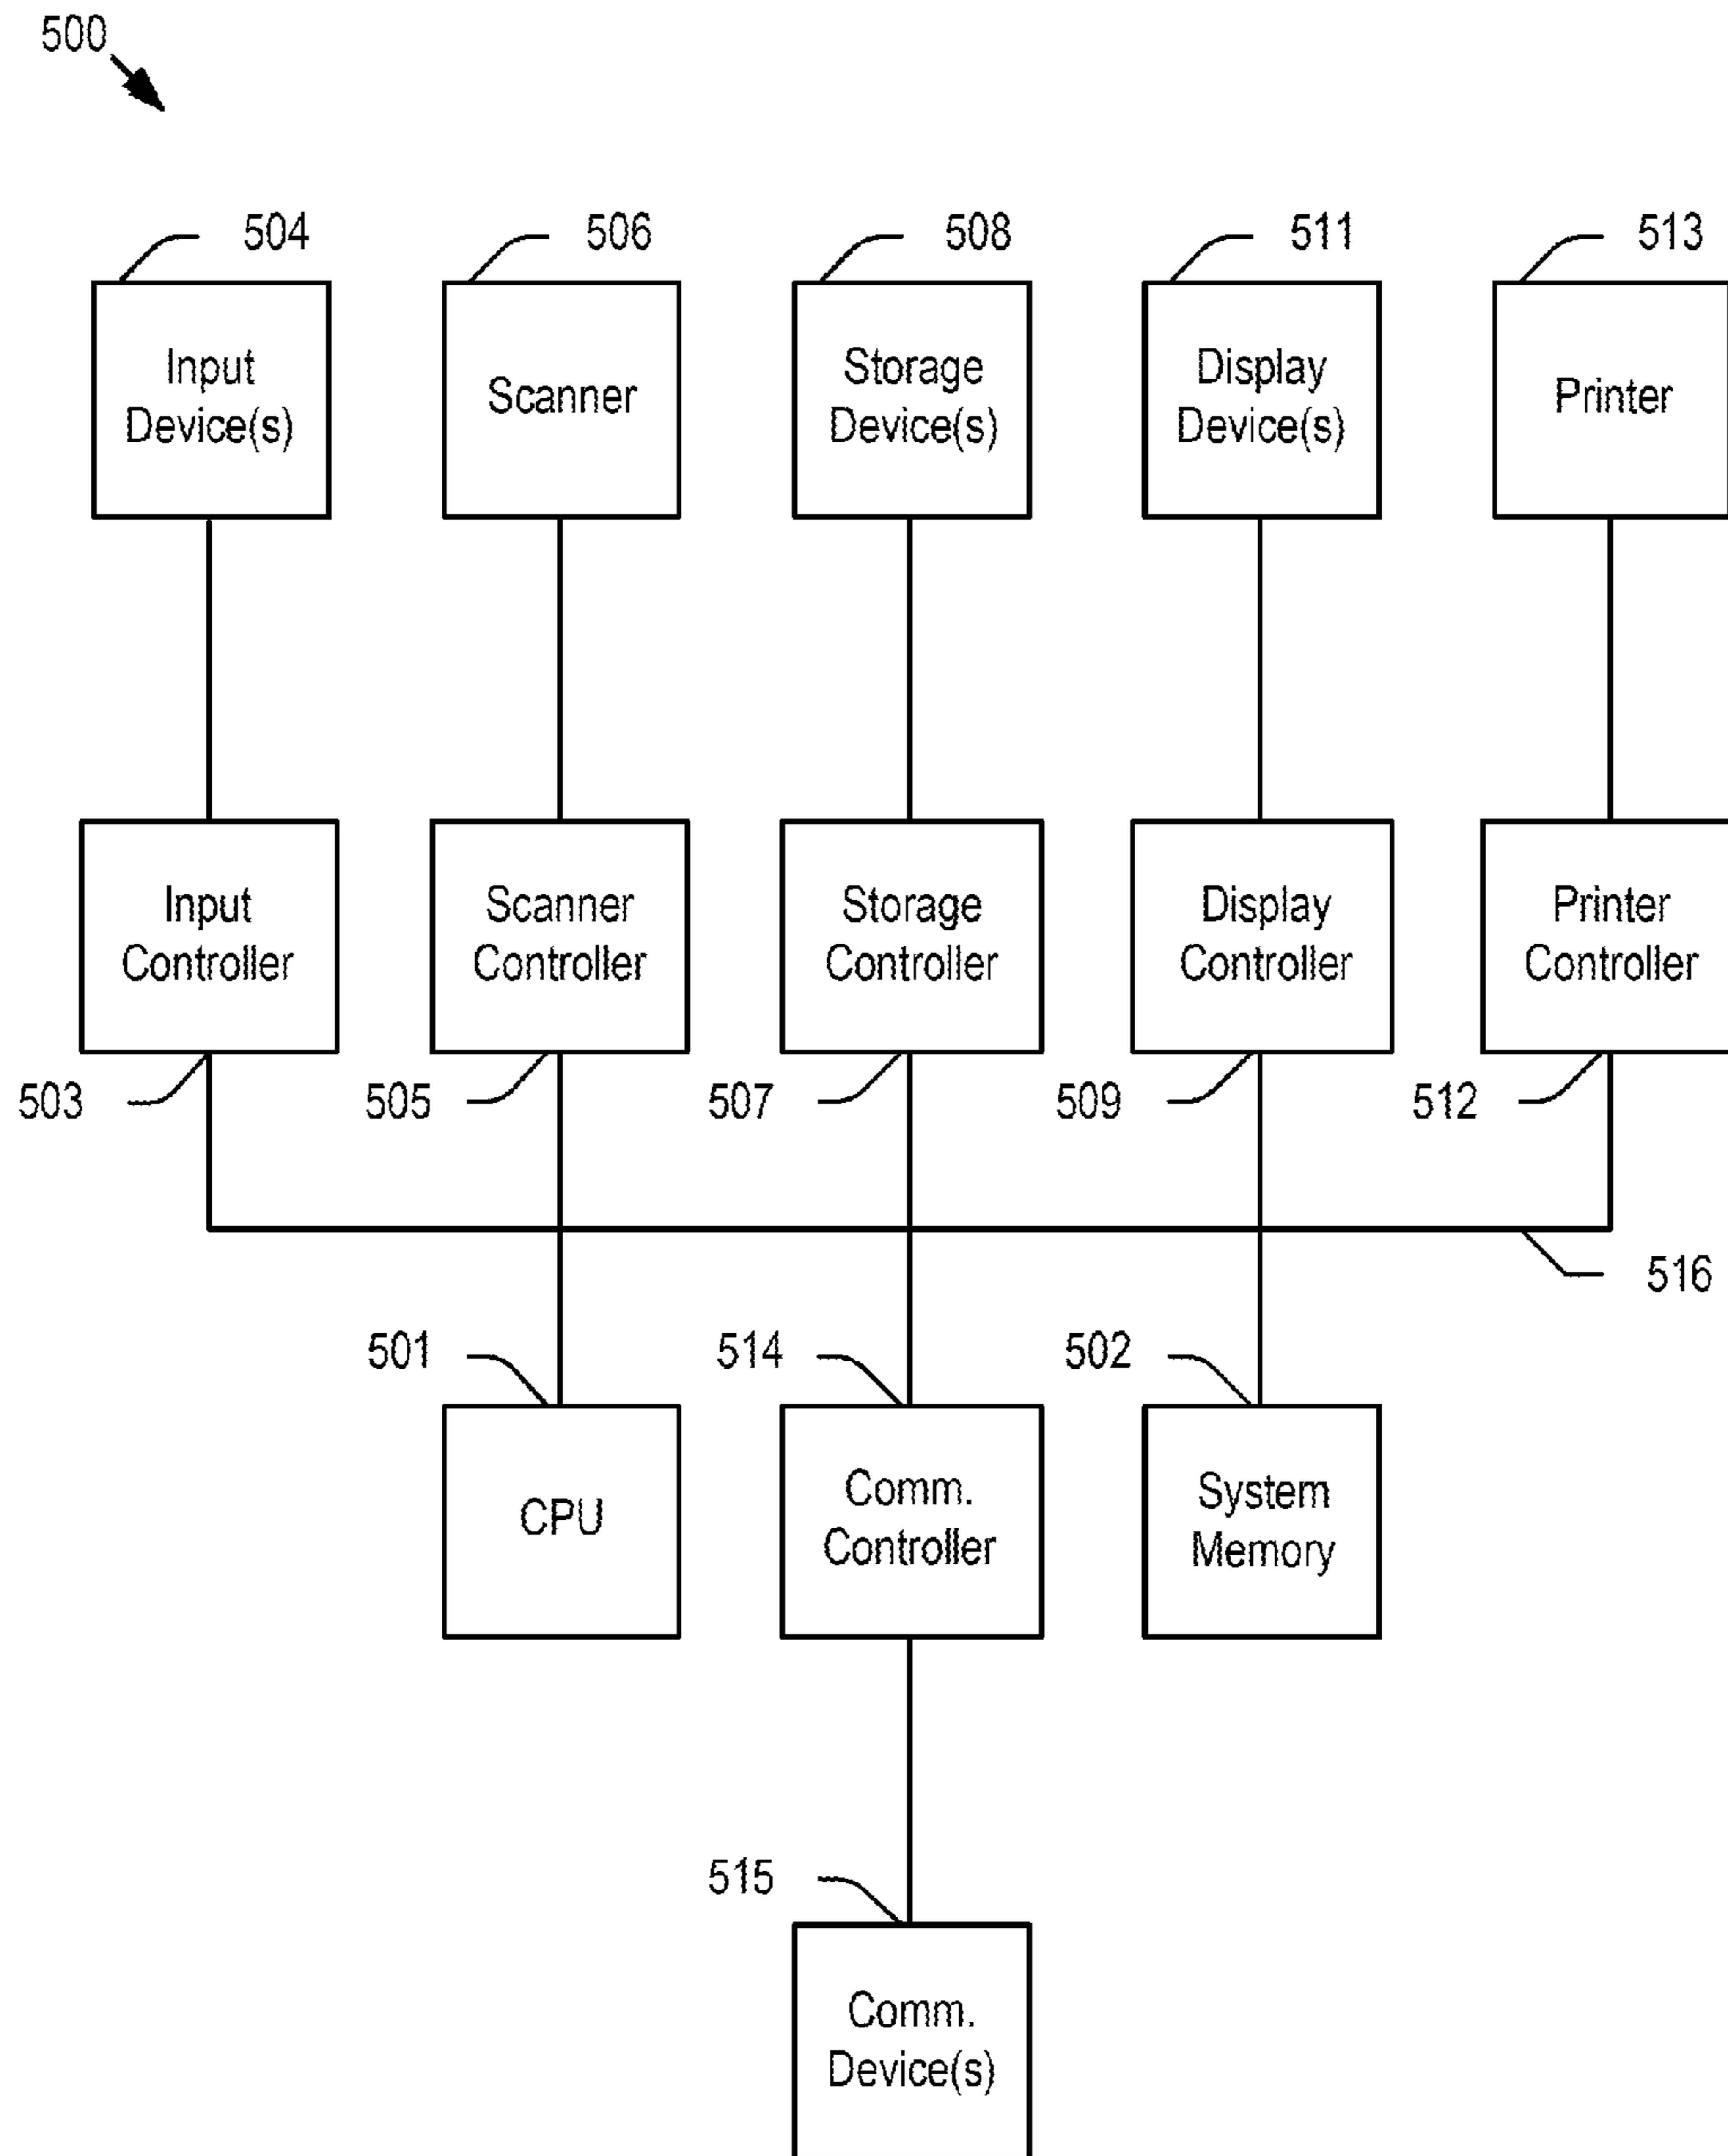 500
504
506
508
511
513
Input
Device(s)
Scanner
Storage
Device(s)
Display
Device(s)
Printer
Input
Controller
Scanner
Controller
Storage
Controller
Display
Controller
Printer
Controller
503
505
507
509
512
516
501
514
502
CPU
Comm.
Controller
System
Memory
515
Comm.
Device(s)